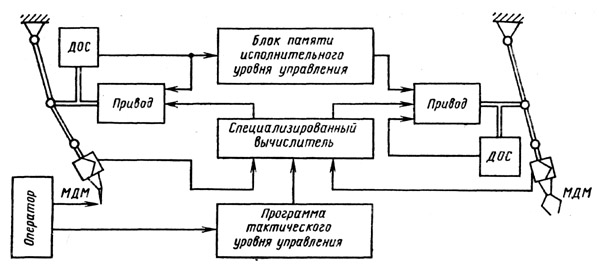 ДОС
Блок памяти
исполнительного
уровня управления
Привод
Привод
Специализированный
вычислитель
ДОС
МДМ
МДМ
Оператор
Программа
тактического
уровня управления